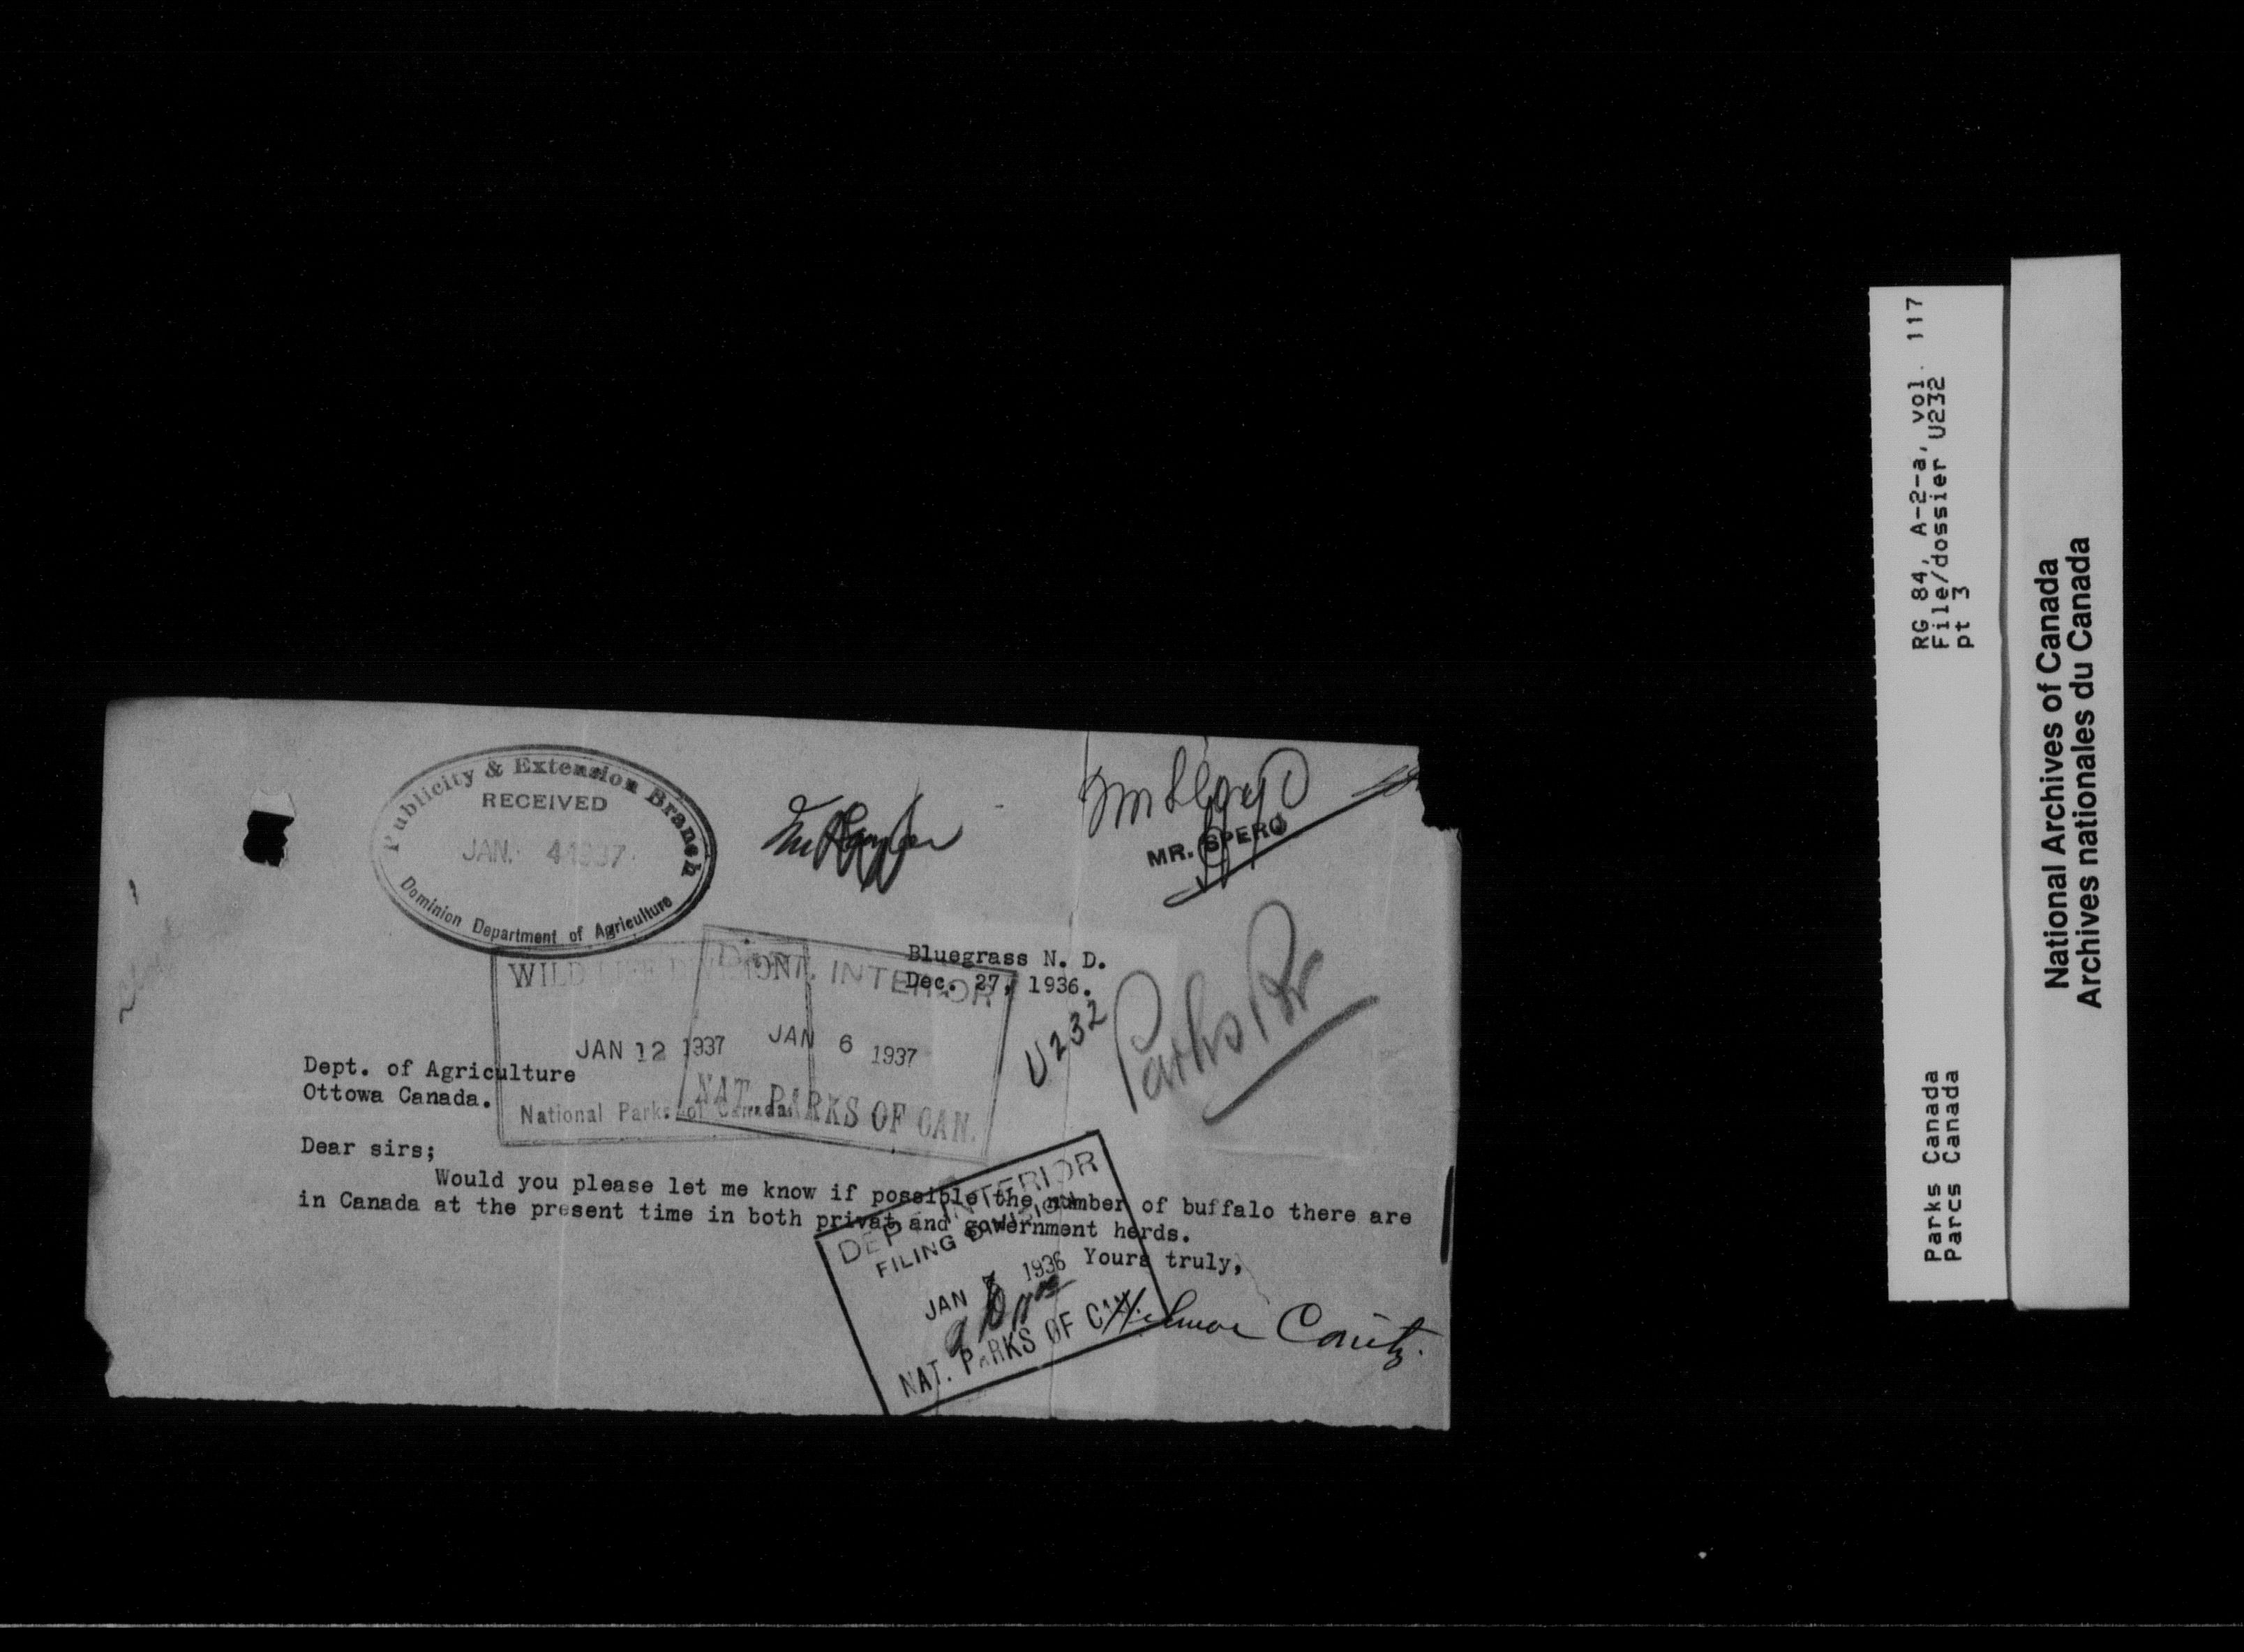 Publicity & Extension Branch
RECEIVED
JAN. 4 1937
Dominion Department of Agriculture
MR. SPERO
Bluegrass N. D.
Dec. 27, 1936.
WILD LIFE DIVISION
JAN 12 1937
National Parks of Canada
DEPT. INTERIOR
JAN 6 1937
NAT. PARKS OF CAN.
U232
Parks Br
Dept. of Agriculture
Ottowa Canada.
Dear sirs;
Would you please let me know if possible the number of buffalo there are
in Canada at the present time in both privat and government herds.
Yours truly,
DEPT. INTERIOR
FILING DIVISION
JAN 1936
NAT. PARKS OF CAN.
RG 84, A-2-a, vol. 117
File/dossier U232
pt 3
Parks Canada
Parcs Canada
National Archives of Canada
Archives nationales du Canada